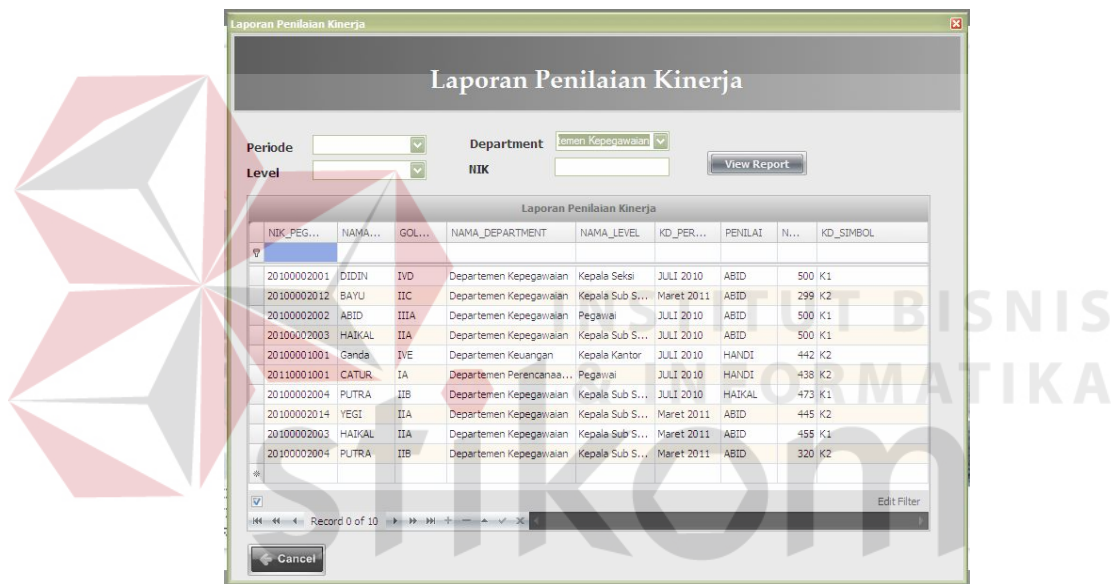 Laporan Penilaian Kinerja
Laporan Penilaian Kinerja
Periode Department temen Kepegawaian
Level NIK View Report
Laporan Penilaian Kinerja
NIK_PEG... NAMA... GOL... NAMA_DEPARTMENT NAMA_LEVEL KD_PER... PENILAI N... KD_SIMBOL
20100002001 DIDIN IVD Departemen Kepegawaian Kepala Seksi JULI 2010 ABID 500 K1
20100002012 BAYU IIC Departemen Kepegawaian Kepala Sub S... Maret 2011 ABID 299 K2
20100002002 ABID IIIA Departemen Kepegawaian Pegawai JULI 2010 ABID 500 K1
20100002003 HAIKAL IIA Departemen Kepegawaian Kepala Sub S... JULI 2010 ABID 500 K1
20100001001 Ganda IVE Departemen Keuangan Kepala Kantor JULI 2010 HANDI 442 K2
20110001001 CATUR IA Departemen Perencanaa... Pegawai JULI 2010 HANDI 438 K2
20100002004 PUTRA IIB Departemen Kepegawaian Kepala Sub S... JULI 2010 HAIKAL 473 K1
20100002014 YEGI IIA Departemen Kepegawaian Kepala Sub S... Maret 2011 ABID 445 K2
20100002003 HAIKAL IIA Departemen Kepegawaian Kepala Sub S... Maret 2011 ABID 455 K1
20100002004 PUTRA IIB Departemen Kepegawaian Kepala Sub S... Maret 2011 ABID 320 K2
Edit Filter
Record 0 of 10
Cancel
INSTITUT BISNIS
& INFORMATIKA
stikom